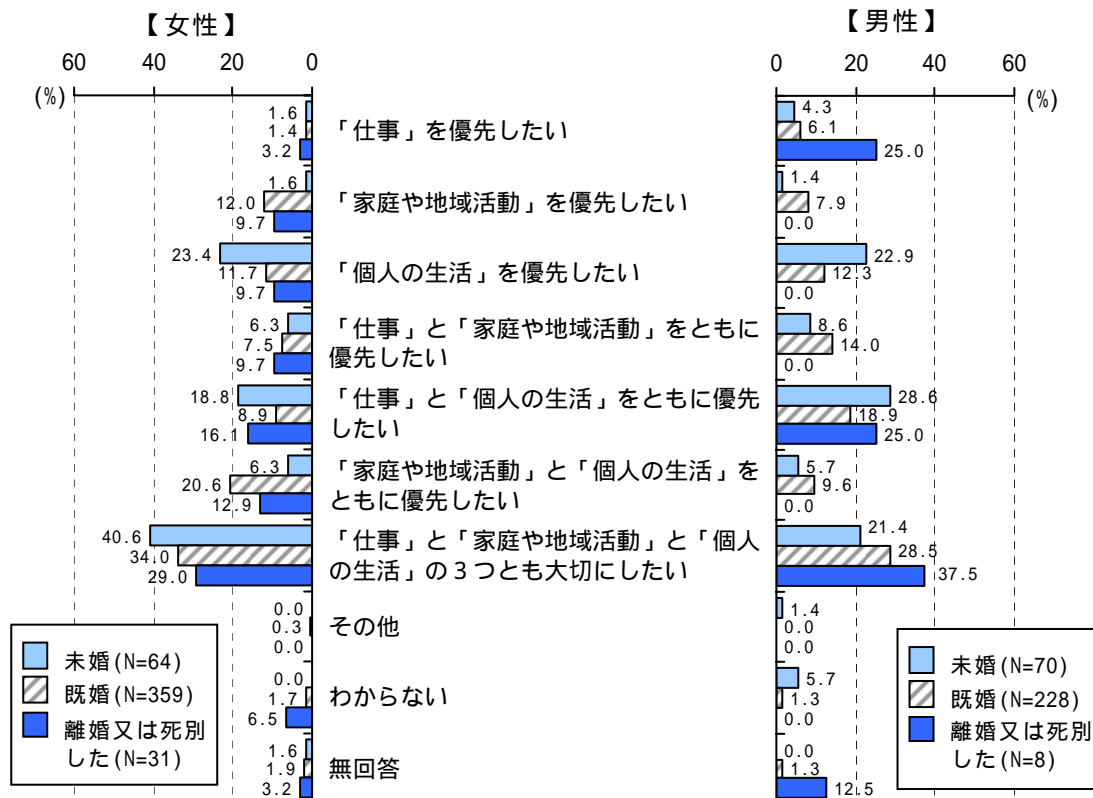 【女性】
【男性】
60 40 20 0
0 20 40 60
(%)
(%)
1.6
1.4
3.2
「仕事」を優先したい
4.3
6.1
25.0
1.6
12.0
9.7
「家庭や地域活動」を優先したい
1.4
7.9
0.0
23.4
11.7
9.7
「個人の生活」を優先したい
22.9
12.3
0.0
6.3
7.5
9.7
「仕事」と「家庭や地域活動」をともに
優先したい
8.6
14.0
0.0
18.8
8.9
16.1
「仕事」と「個人の生活」をともに優先
したい
28.6
18.9
25.0
6.3
20.6
12.9
「家庭や地域活動」と「個人の生活」を
ともに優先したい
5.7
9.6
0.0
40.6
34.0
29.0
「仕事」と「家庭や地域活動」と「個人
の生活」の3つとも大切にしたい
21.4
28.5
37.5
0.0
0.3
0.0
その他
1.4
0.0
0.0
0.0
1.7
6.5
わからない
5.7
1.3
0.0
1.6
1.9
3.2
無回答
0.0
1.3
12.5
未婚(N=64)
既婚(N=359)
離婚又は死別
した(N=31)
未婚(N=70)
既婚(N=228)
離婚又は死別
した(N=8)